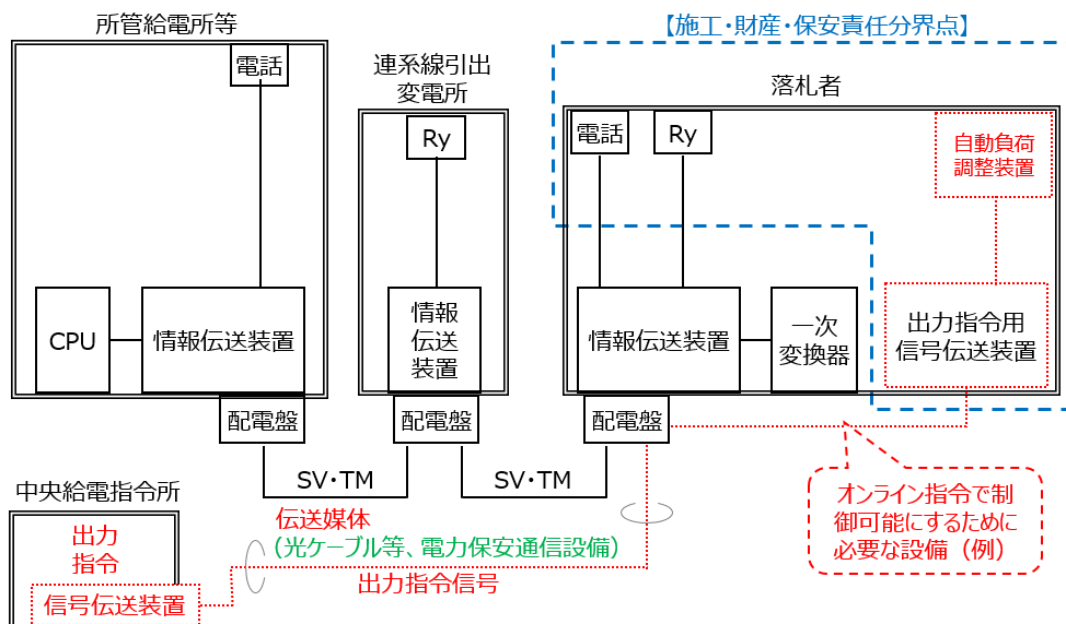 所管給電所等
電話
CPU
情報伝送装置
配電盤
連系線引出
変電所
Ry
情報
伝送
装置
配電盤
【施工・財産・保安責任分界点】
落札者
電話
Ry
自動負荷
調整装置
情報伝送装置
一次
変換器
出力指令用
信号伝送装置
配電盤
SV・TM
SV・TM
中央給電指令所
出力
指令
信号伝送装置
伝送媒体
（光ケーブル等、電力保安通信設備）
出力指令信号
オンライン指令で制
御可能にするために
必要な設備（例）